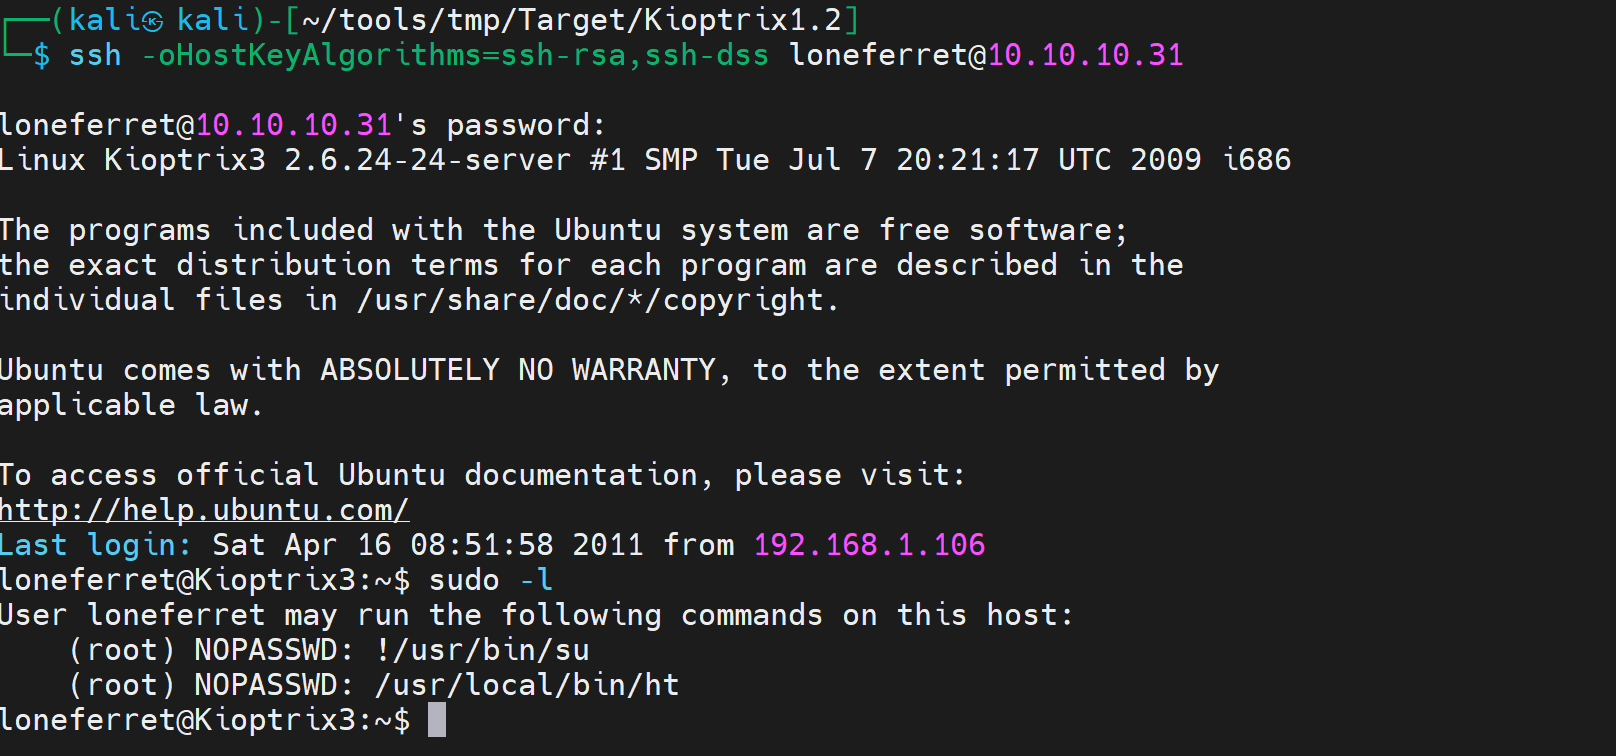 ┌──(kali㉿ kali)-[~/tools/tmp/Target/Kioptrix1.2]
└─$ ssh -oHostKeyAlgorithms=ssh-rsa,ssh-dss loneferret@10.10.10.31
loneferret@10.10.10.31's password:
Linux Kioptrix3 2.6.24-24-server #1 SMP Tue Jul 7 20:21:17 UTC 2009 i686
The programs included with the Ubuntu system are free software;
the exact distribution terms for each program are described in the
individual files in /usr/share/doc/*/copyright.
Ubuntu comes with ABSOLUTELY NO WARRANTY, to the extent permitted by
applicable law.
To access official Ubuntu documentation, please visit:
http://help.ubuntu.com/
Last login: Sat Apr 16 08:51:58 2011 from 192.168.1.106
loneferret@Kioptrix3:~$ sudo -l
User loneferret may run the following commands on this host:
    (root) NOPASSWD: !/usr/bin/su
    (root) NOPASSWD: /usr/local/bin/ht
loneferret@Kioptrix3:~$